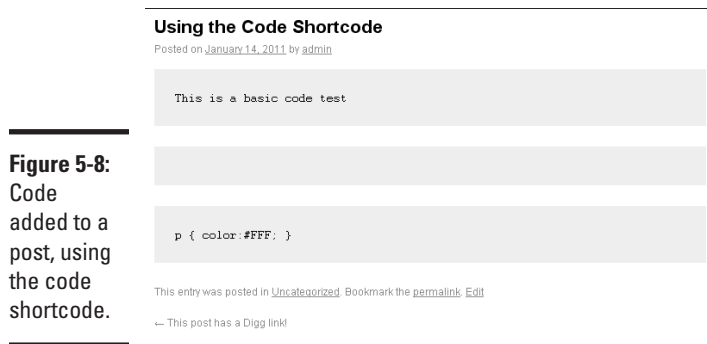 Using the Code Shortcode
Posted on January 14, 2011 by admin
This is a basic code test
p { color:#FFF; }
This entry was posted in Uncategorized. Bookmark the permalink. Edit
← This post has a Digg link!
Figure 5-8:
Code
added to a
post, using
the code
shortcode.